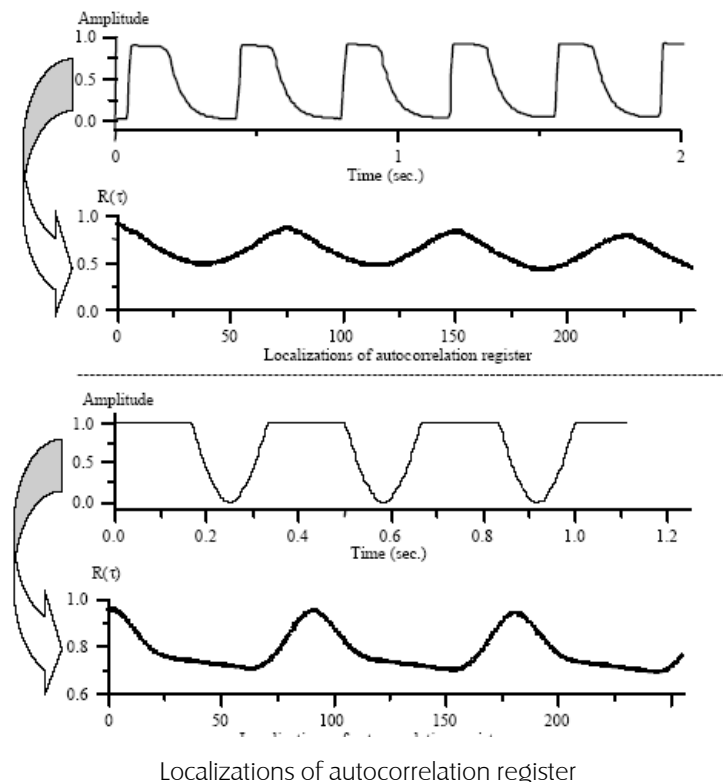 Amplitude
1.0
0.5
0.0
0 1 2
Time (sec.)
R(τ)
1.0
0.5
0.0
0 50 100 150 200
Localizations of autocorrelation register
Amplitude
1.0
0.5
0.0
0.0 0.2 0.4 0.6 0.8 1.0 1.2
Time (sec.)
R(τ)
1.0
0.8
0.6
0 50 100 150 200
Localizations of autocorrelation register